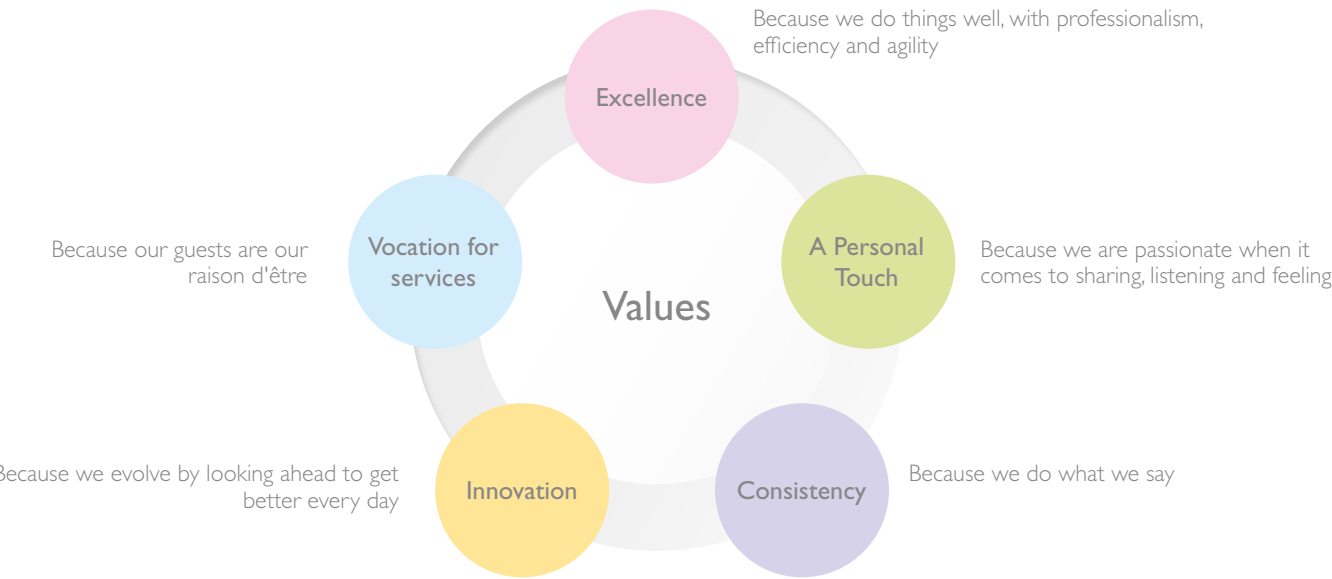 Because we do things well, with professionalism,
efficiency and agility
Excellence
Vocation for
services
Because our guests are our
raison d'être
A Personal
Touch
Because we are passionate when it
comes to sharing, listening and feeling
Values
Because we evolve by looking ahead to get
better every day
Innovation
Consistency
Because we do what we say